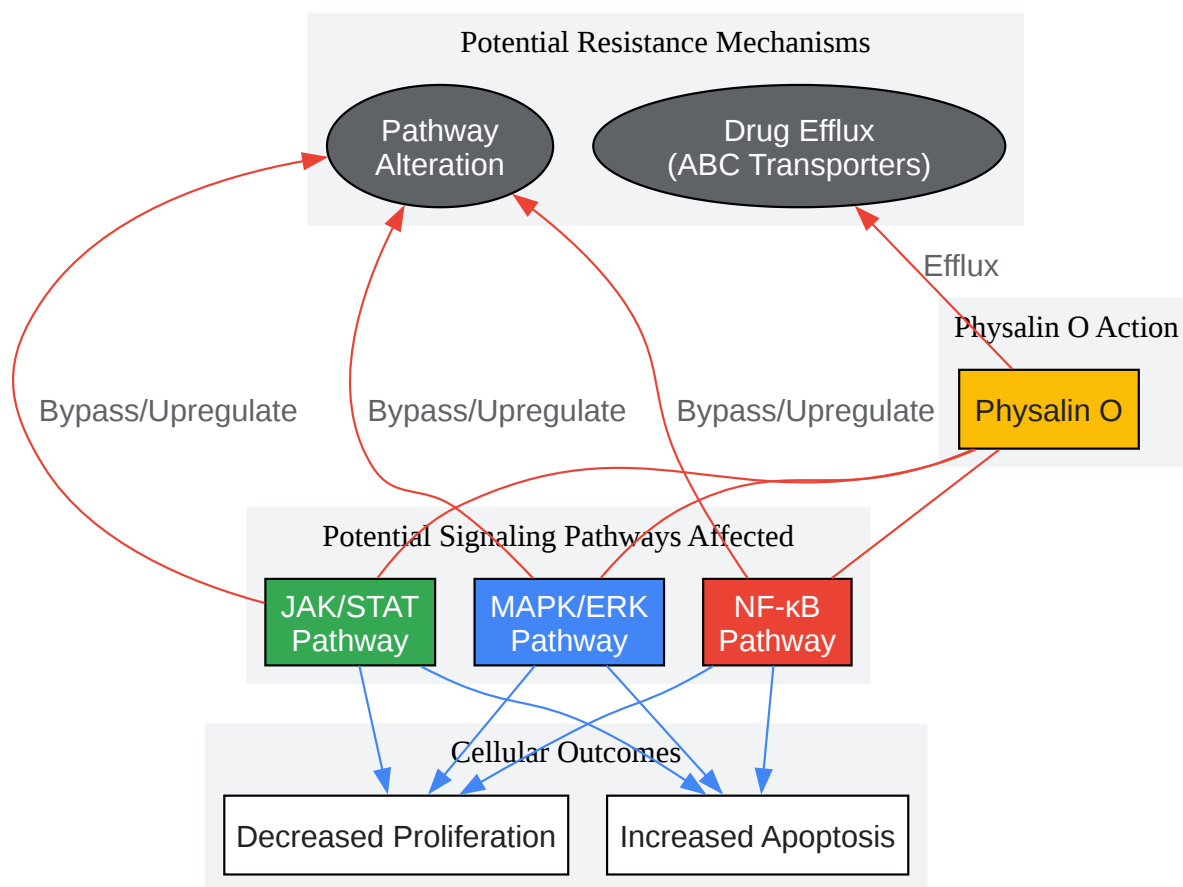 Potential Resistance Mechanisms
Pathway
Alteration
Drug Efflux
(ABC Transporters)
Efflux
Physalin O Action
Bypass/Upregulate
Bypass/Upregulate
Bypass/Upregulate
Physalin O
Potential Signaling Pathways Affected
JAK/STAT
Pathway
MAPK/ERK
Pathway
NF-κB
Pathway
Cellular Outcomes
Decreased Proliferation
Increased Apoptosis